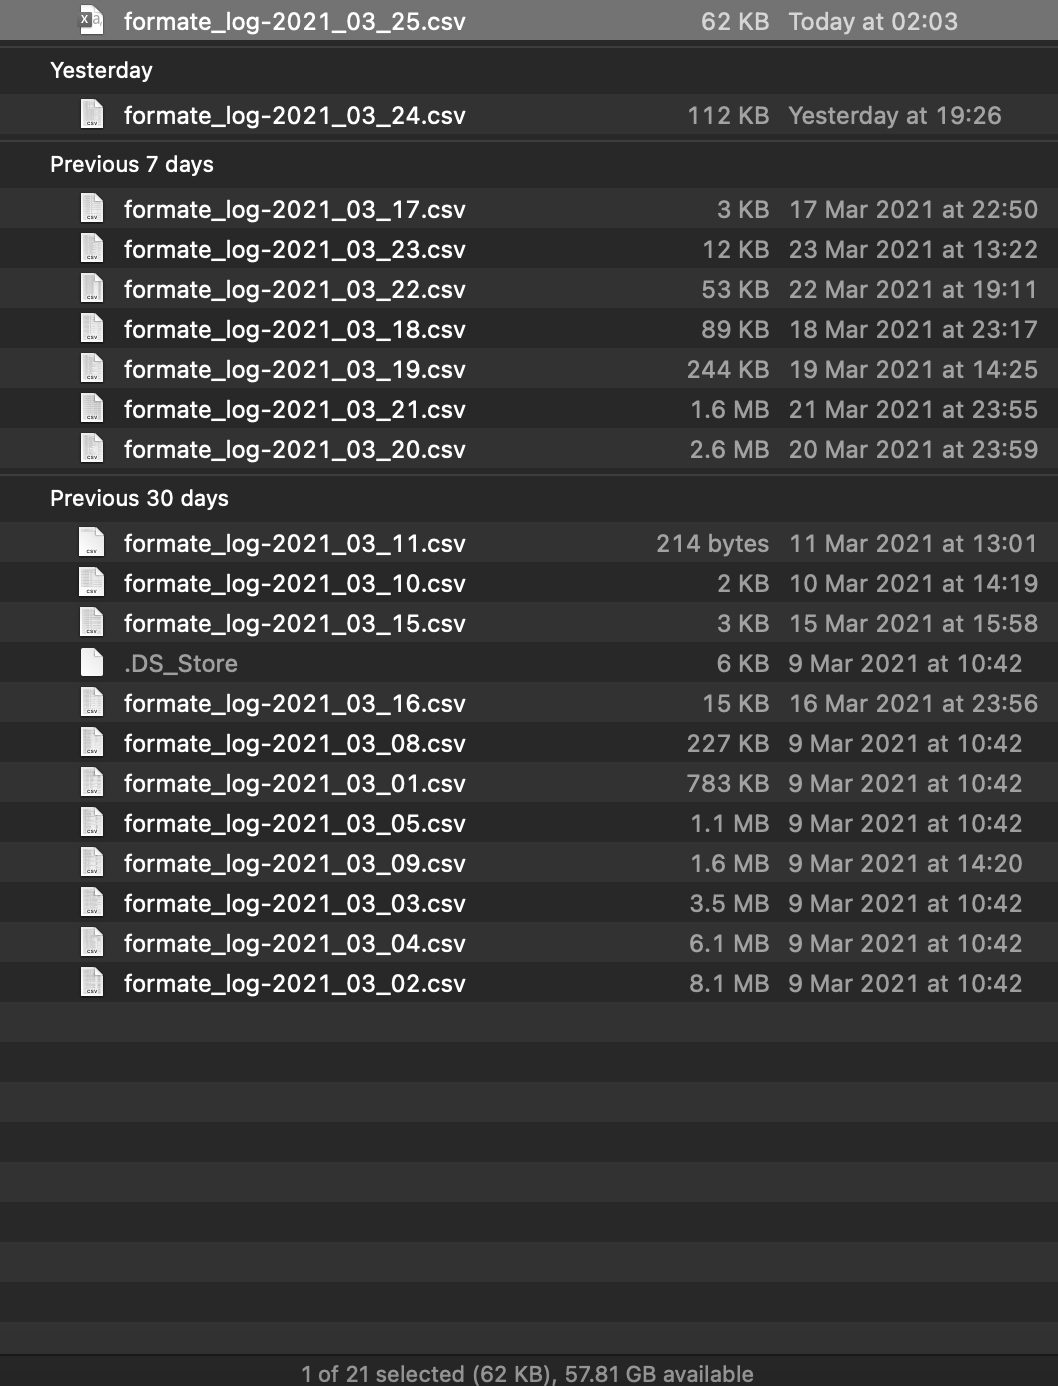 formate_log-2021_03_25.csv 62 KB Today at 02:03
Yesterday
formate_log-2021_03_24.csv 112 KB Yesterday at 19:26
Previous 7 days
formate_log-2021_03_17.csv 3 KB 17 Mar 2021 at 22:50
formate_log-2021_03_23.csv 12 KB 23 Mar 2021 at 13:22
formate_log-2021_03_22.csv 53 KB 22 Mar 2021 at 19:11
formate_log-2021_03_18.csv 89 KB 18 Mar 2021 at 23:17
formate_log-2021_03_19.csv 244 KB 19 Mar 2021 at 14:25
formate_log-2021_03_21.csv 1.6 MB 21 Mar 2021 at 23:55
formate_log-2021_03_20.csv 2.6 MB 20 Mar 2021 at 23:59
Previous 30 days
formate_log-2021_03_11.csv 214 bytes 11 Mar 2021 at 13:01
formate_log-2021_03_10.csv 2 KB 10 Mar 2021 at 14:19
formate_log-2021_03_15.csv 3 KB 15 Mar 2021 at 15:58
.DS_Store 6 KB 9 Mar 2021 at 10:42
formate_log-2021_03_16.csv 15 KB 16 Mar 2021 at 23:56
formate_log-2021_03_08.csv 227 KB 9 Mar 2021 at 10:42
formate_log-2021_03_01.csv 783 KB 9 Mar 2021 at 10:42
formate_log-2021_03_05.csv 1.1 MB 9 Mar 2021 at 10:42
formate_log-2021_03_09.csv 1.6 MB 9 Mar 2021 at 14:20
formate_log-2021_03_03.csv 3.5 MB 9 Mar 2021 at 10:42
formate_log-2021_03_04.csv 6.1 MB 9 Mar 2021 at 10:42
formate_log-2021_03_02.csv 8.1 MB 9 Mar 2021 at 10:42
1 of 21 selected (62 KB), 57.81 GB available